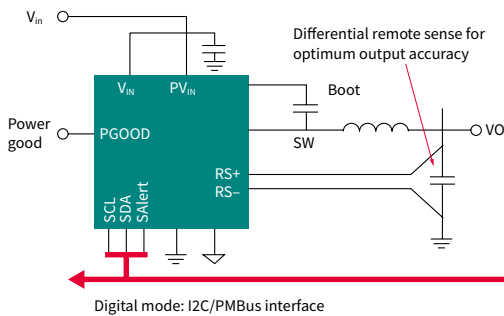 Vin
Differential remote sense for
optimum output accuracy
VIN
PVIN
Boot
Power
good
PGOOD
SW
VO
RS+
RS–
SCL
SDA
SAlert
Digital mode: I2C/PMBus interface